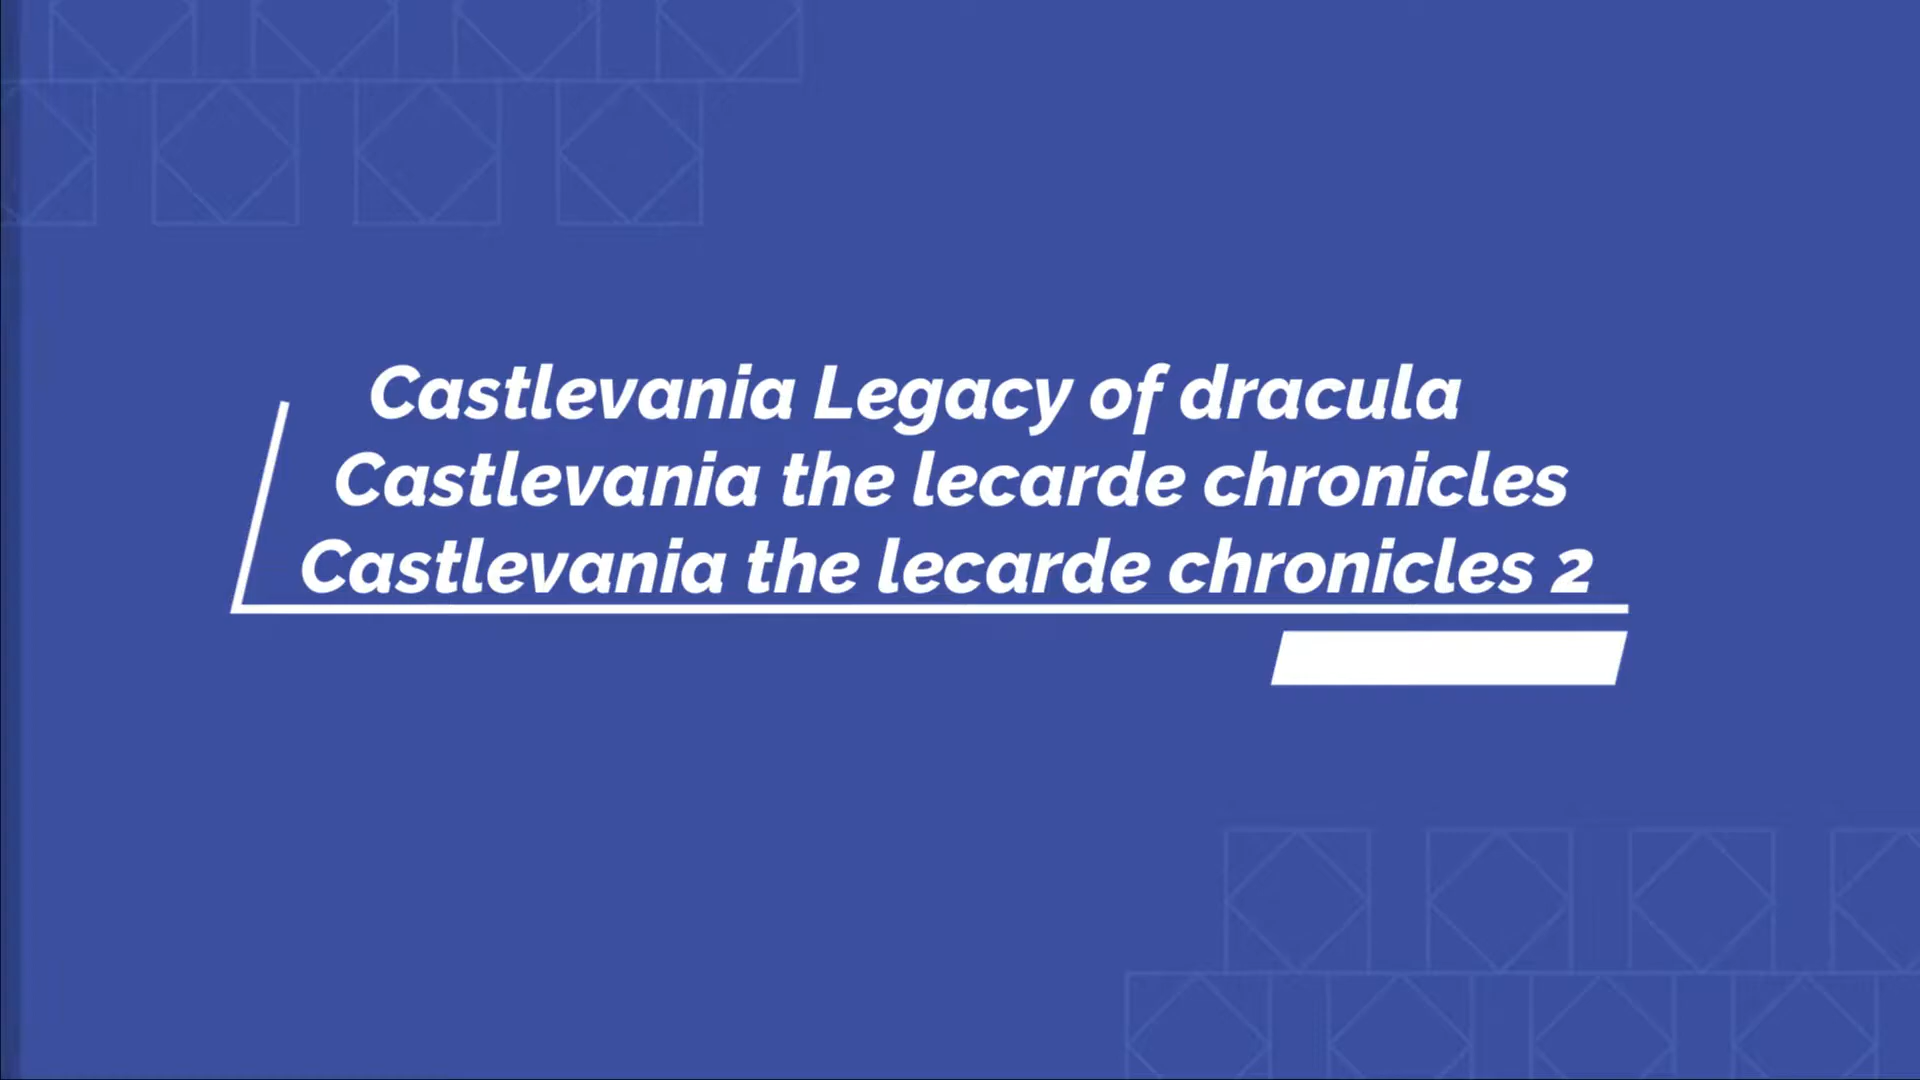 Castlevania Legacy of dracula
Castlevania the lecarde chronicles
Castlevania the lecarde chronicles 2